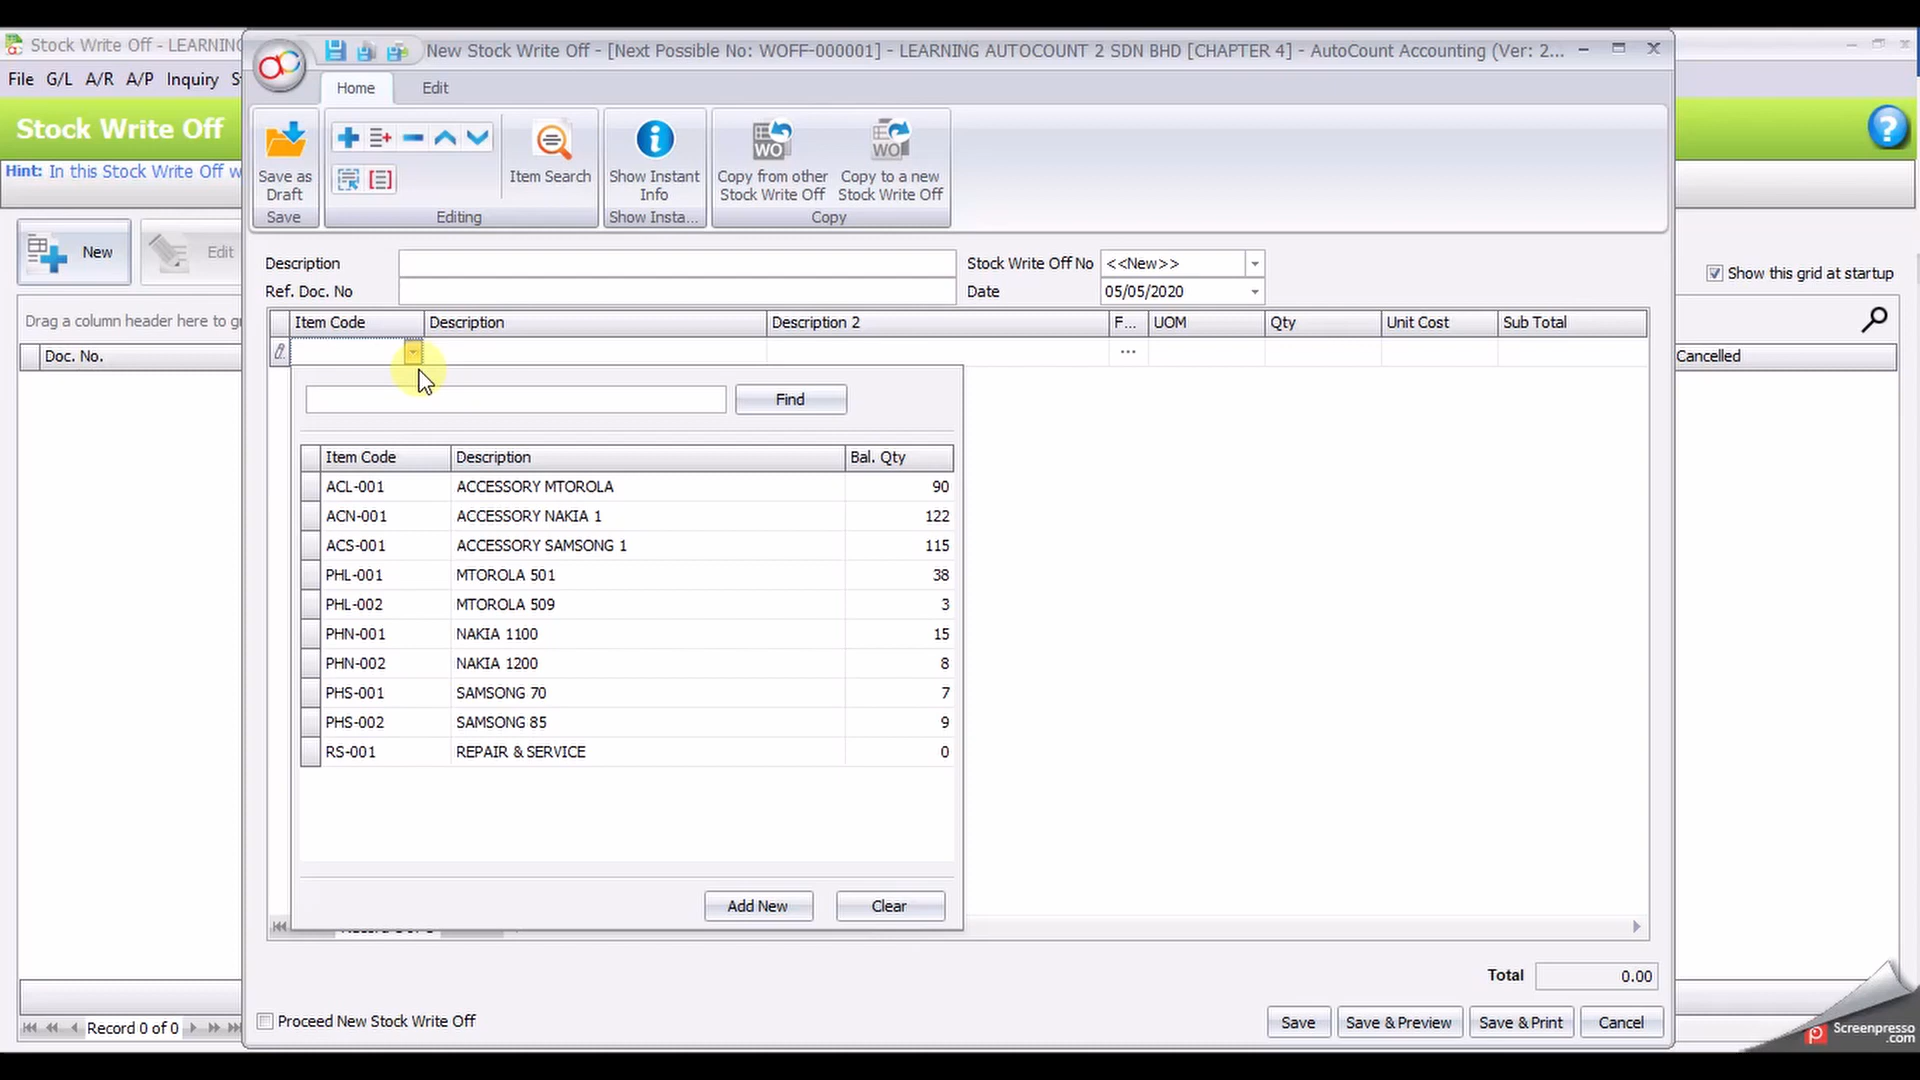 Stock Write Off - LEARNING
New Stock Write Off - [Next Possible No: WOFF-000001] - LEARNING AUTOCOUNT 2 SDN BHD [CHAPTER 4] - AutoCount Accounting (Ver: 2...
File G/L A/R A/P Inquiry
Home Edit
Stock Write Off
Hint: In this Stock Write Off
Save as Draft
Save
Editing
Item Search
Show Instant Info
Show Insta...
WO
Copy from other Stock Write Off
WO
Copy to a new Stock Write Off
Copy
New
Edit
Show this grid at startup
Description
Stock Write Off No <<New>>
Ref. Doc. No
Date 05/05/2020
Drag a column header here to
Doc. No.
Cancelled
Item Code Description Description 2 F... UOM Qty Unit Cost Sub Total
...
Find
Item Code Description Bal. Qty
ACL-001 ACCESSORY MTOROLA 90
ACN-001 ACCESSORY NAKIA 1 122
ACS-001 ACCESSORY SAMSONG 1 115
PHL-001 MTOROLA 501 38
PHL-002 MTOROLA 509 3
PHN-001 NAKIA 1100 15
PHN-002 NAKIA 1200 8
PHS-001 SAMSONG 70 7
PHS-002 SAMSONG 85 9
RS-001 REPAIR & SERVICE 0
Add New Clear
Total 0.00
Proceed New Stock Write Off
Save Save & Preview Save & Print Cancel
Record 0 of 0
Screenpresso
.com